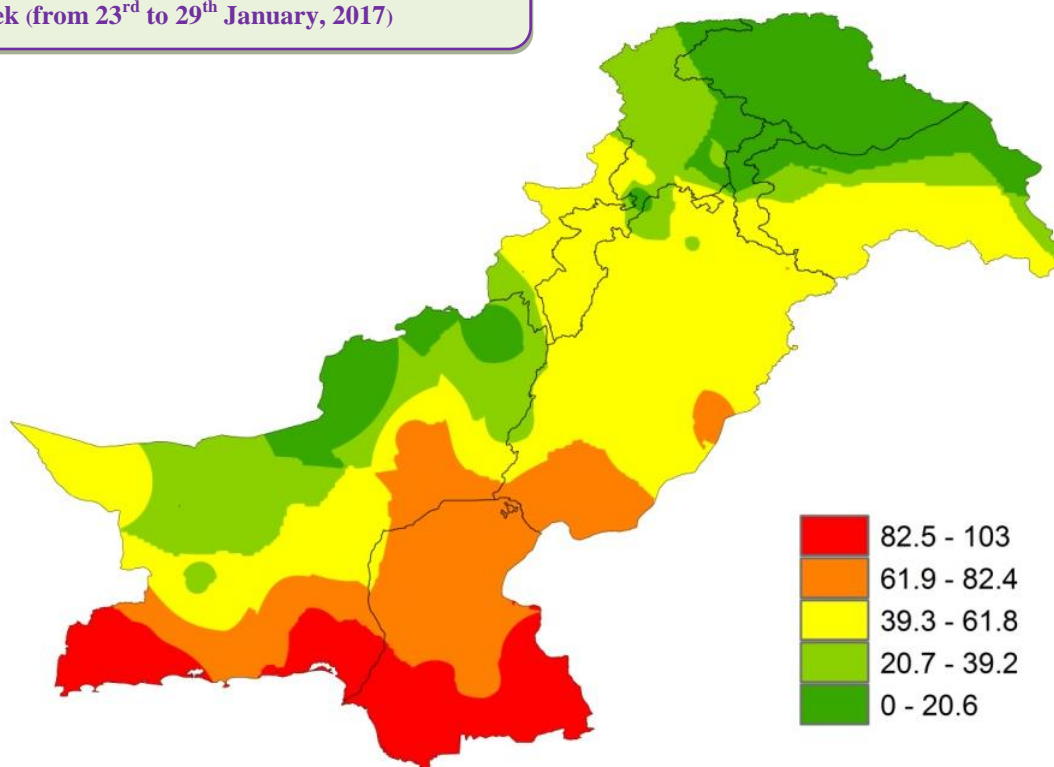 ek (from 23rd to 29th January, 2017)
82.5 - 103
61.9 - 82.4
39.3 - 61.8
20.7 - 39.2
0 - 20.6